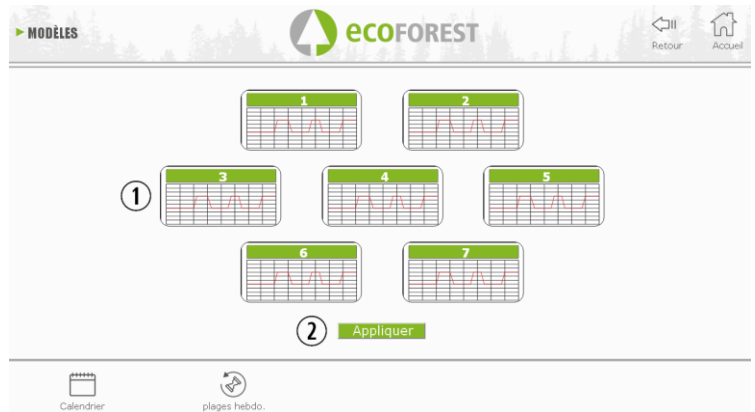 MODÈLES
ecoFOREST
Retour
Accueil
1
2
1
3
4
5
6
7
2
Appliquer
Calendrier
plages hebdo.